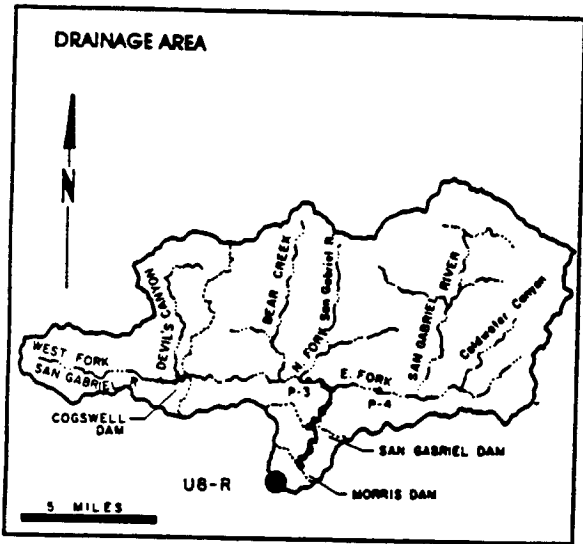 DRAINAGE AREA
N
DEVIL'S CANYON
BEAR CREEK
N. FORK San Gabriel R.
SAN GABRIEL RIVER
Coldwater Canyon
WEST FORK
SAN GABRIEL R.
E. FORK
P-3
P-4
COGSWELL
DAM
SAN GABRIEL DAM
U8-R
MORRIS DAM
5 MILES